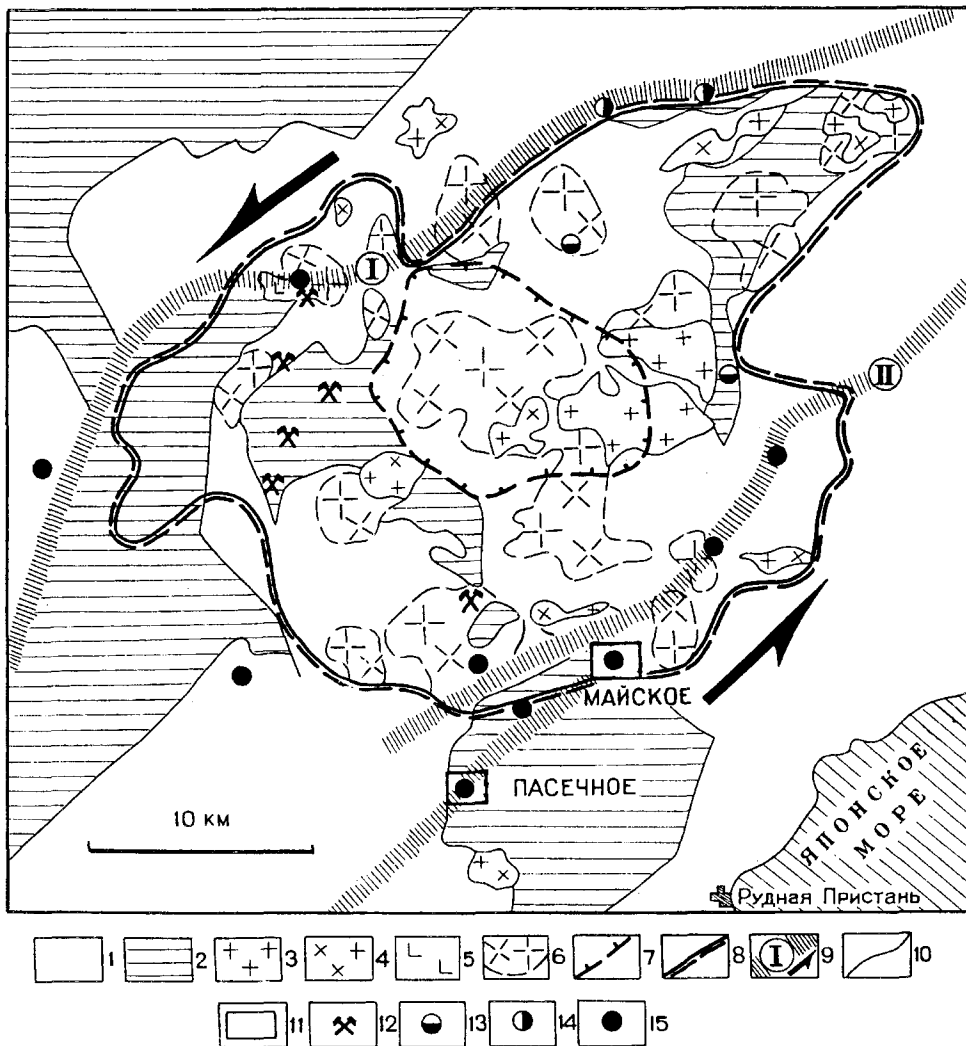 I
II
МАЙСКОЕ
ПАСЕЧНОЕ
10 км
ЯПОНСКОЕ
МОРЕ
Рудная Пристань
1 2 3 4 5 6 7 8 I 9 10
11 12 13 14 15